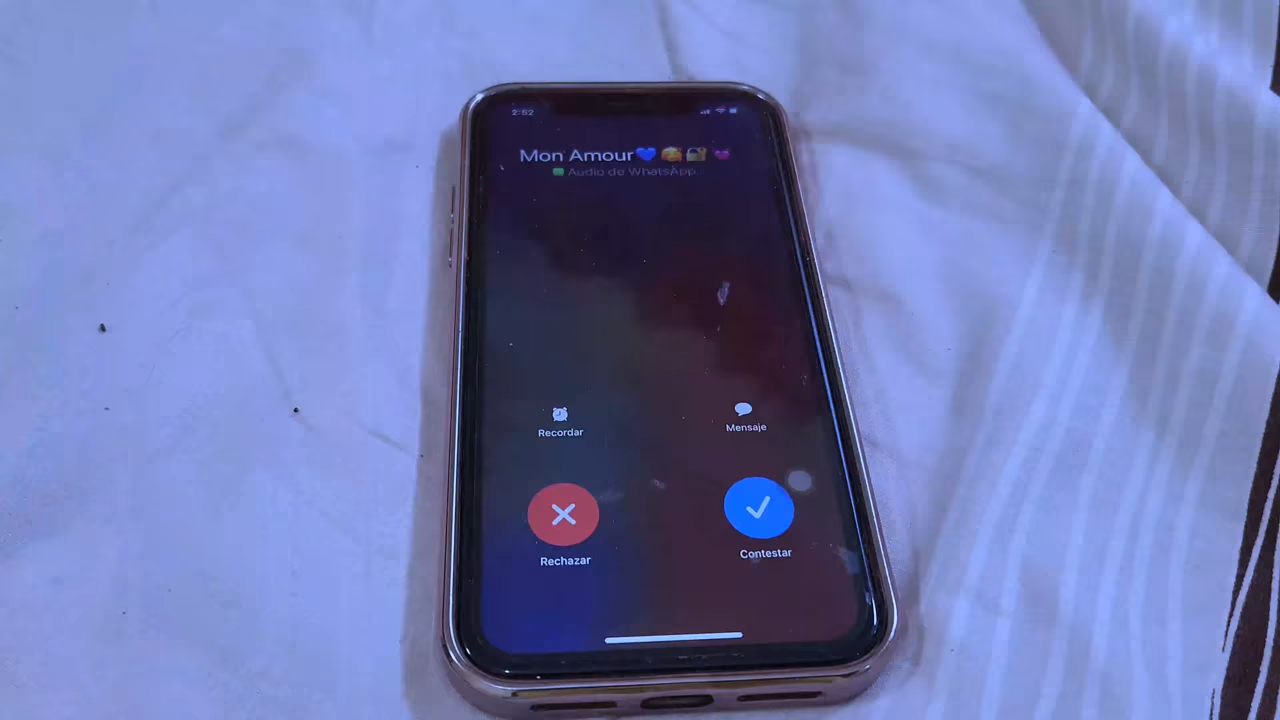 2:52
Mon Amour💙🥰🔐💓
Audio de WhatsApp...
Recordar
Mensaje
Rechazar
Contestar